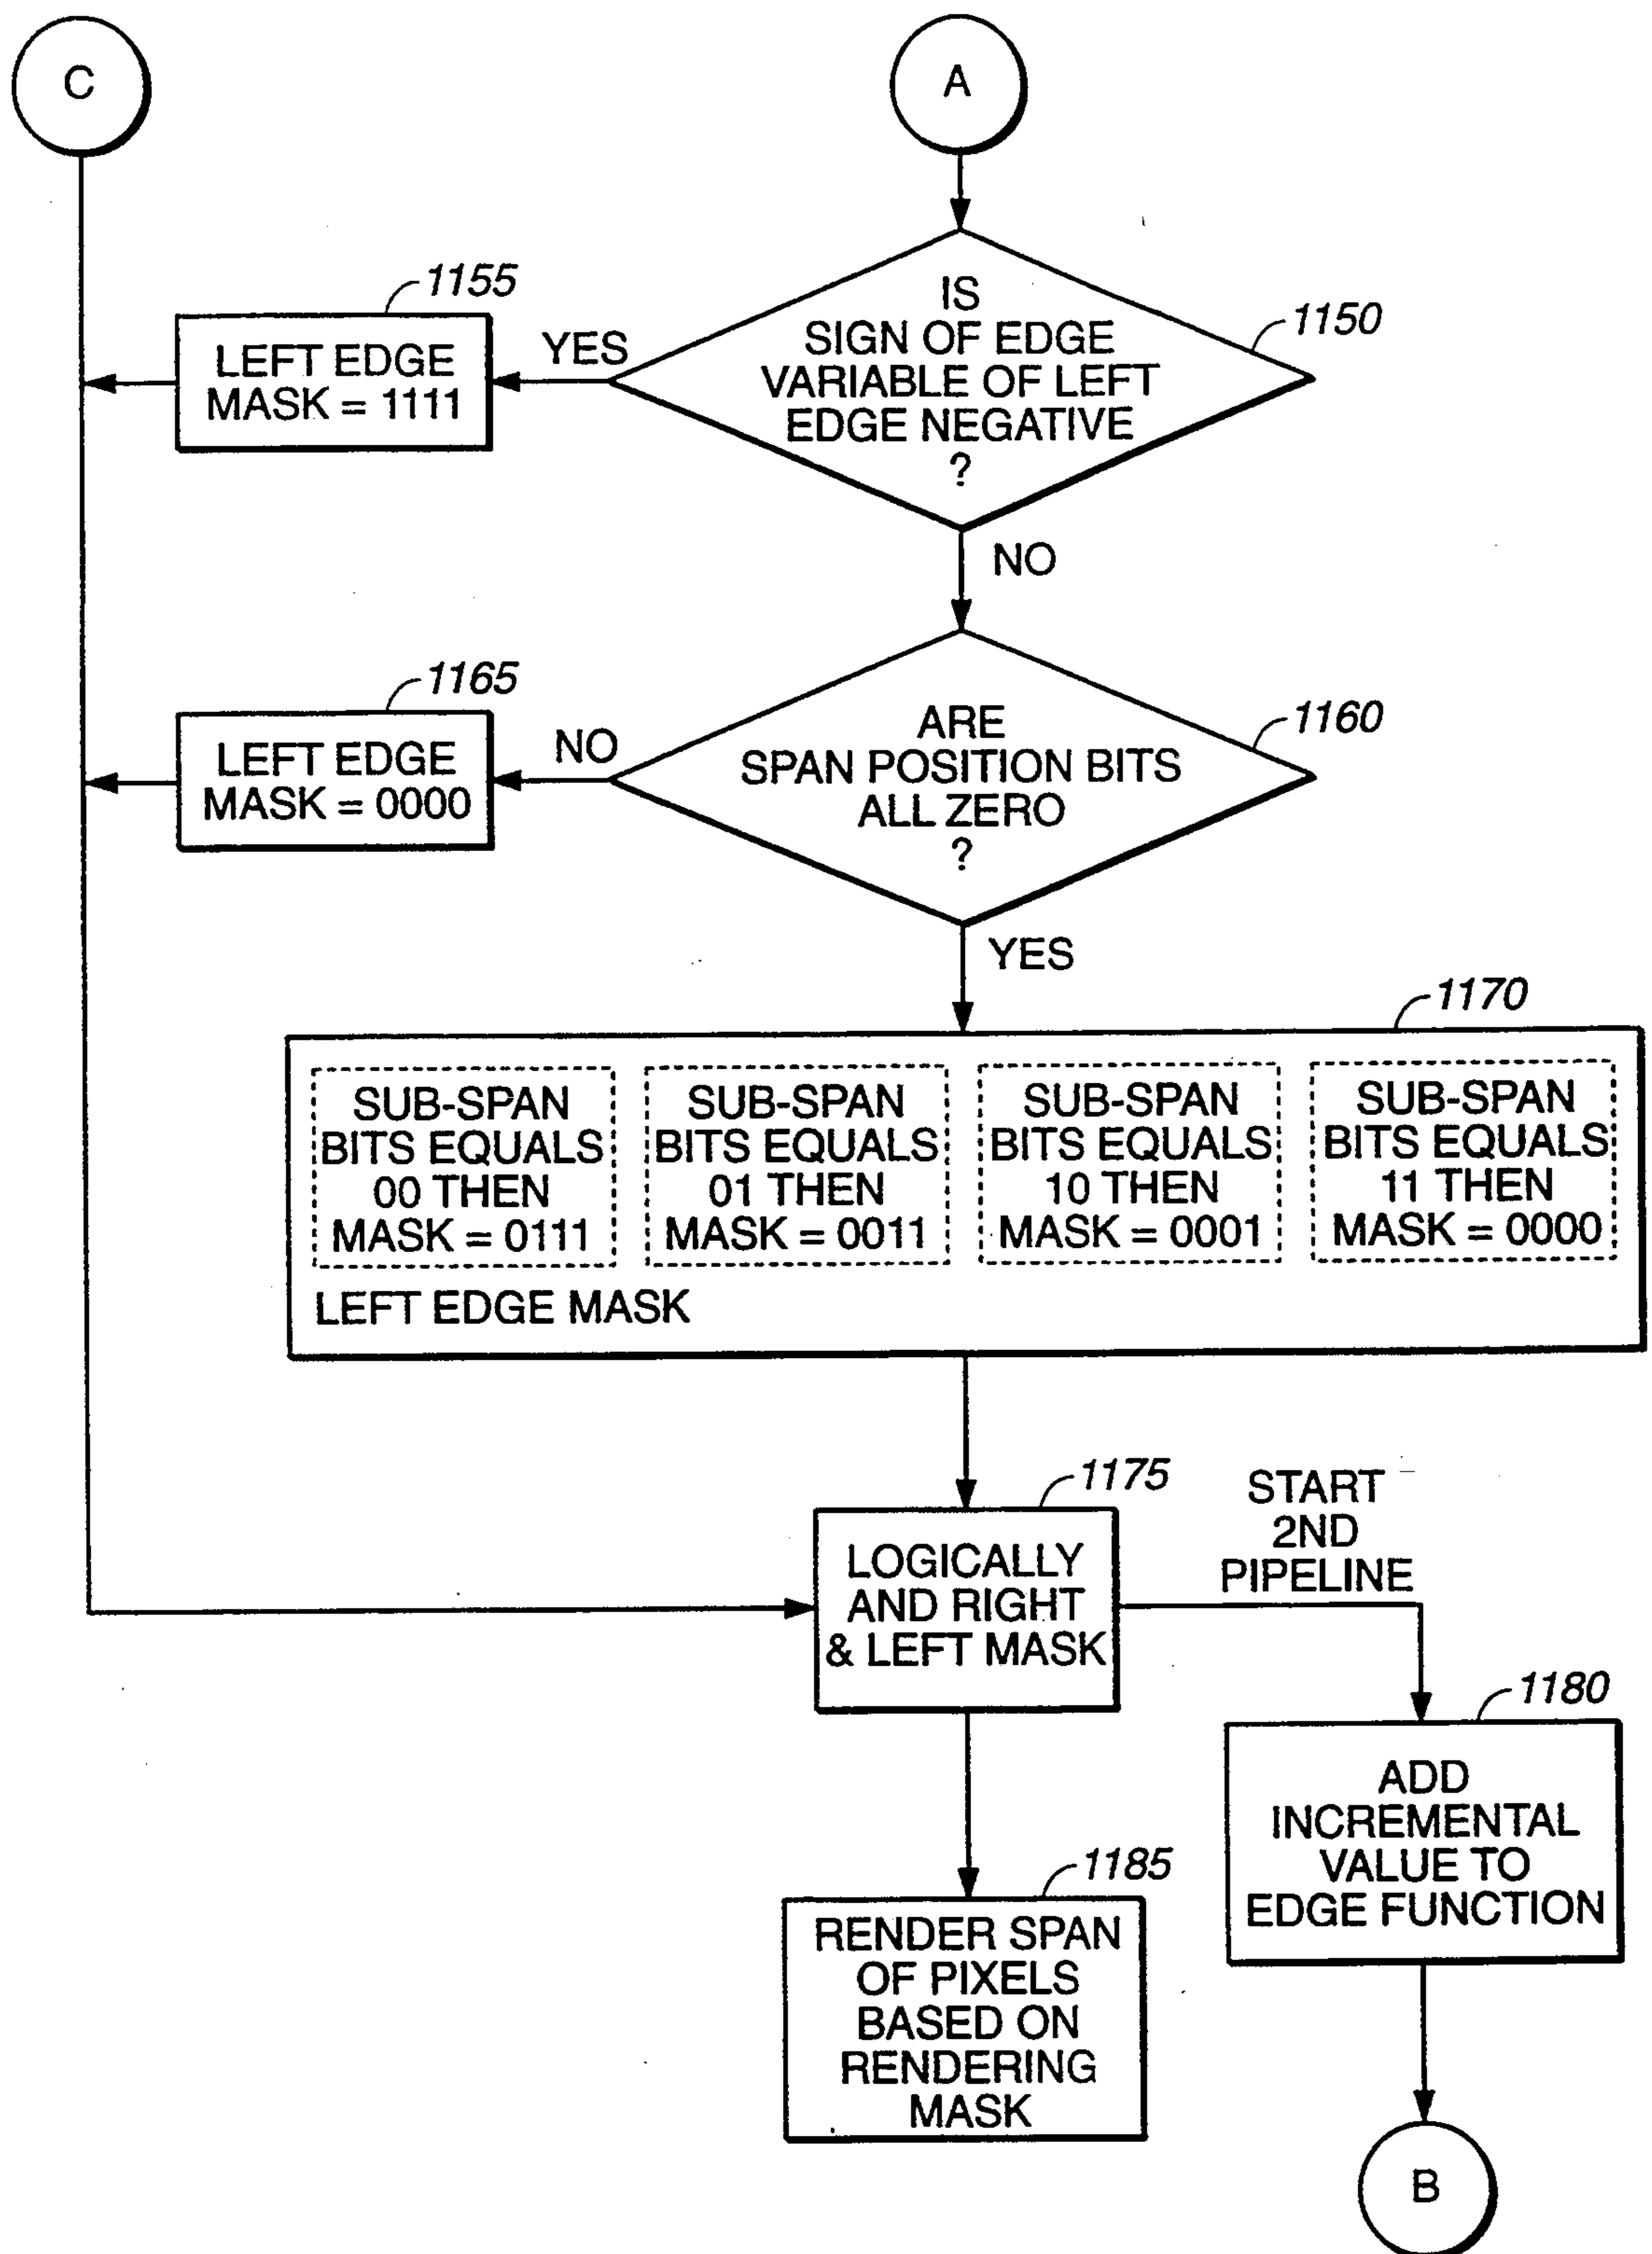 C
A
1155
LEFT EDGE
MASK = 1111
YES
IS
SIGN OF EDGE
VARIABLE OF LEFT
EDGE NEGATIVE
?
1150
NO
1165
LEFT EDGE
MASK = 0000
NO
ARE
SPAN POSITION BITS
ALL ZERO
?
1160
YES
1170
SUB-SPAN
BITS EQUALS
00 THEN
MASK = 0111
SUB-SPAN
BITS EQUALS
01 THEN
MASK = 0011
SUB-SPAN
BITS EQUALS
10 THEN
MASK = 0001
SUB-SPAN
BITS EQUALS
11 THEN
MASK = 0000
LEFT EDGE MASK
1175
LOGICALLY
AND RIGHT
& LEFT MASK
START
2ND
PIPELINE
1180
ADD
INCREMENTAL
VALUE TO
EDGE FUNCTION
1185
RENDER SPAN
OF PIXELS
BASED ON
RENDERING
MASK
B